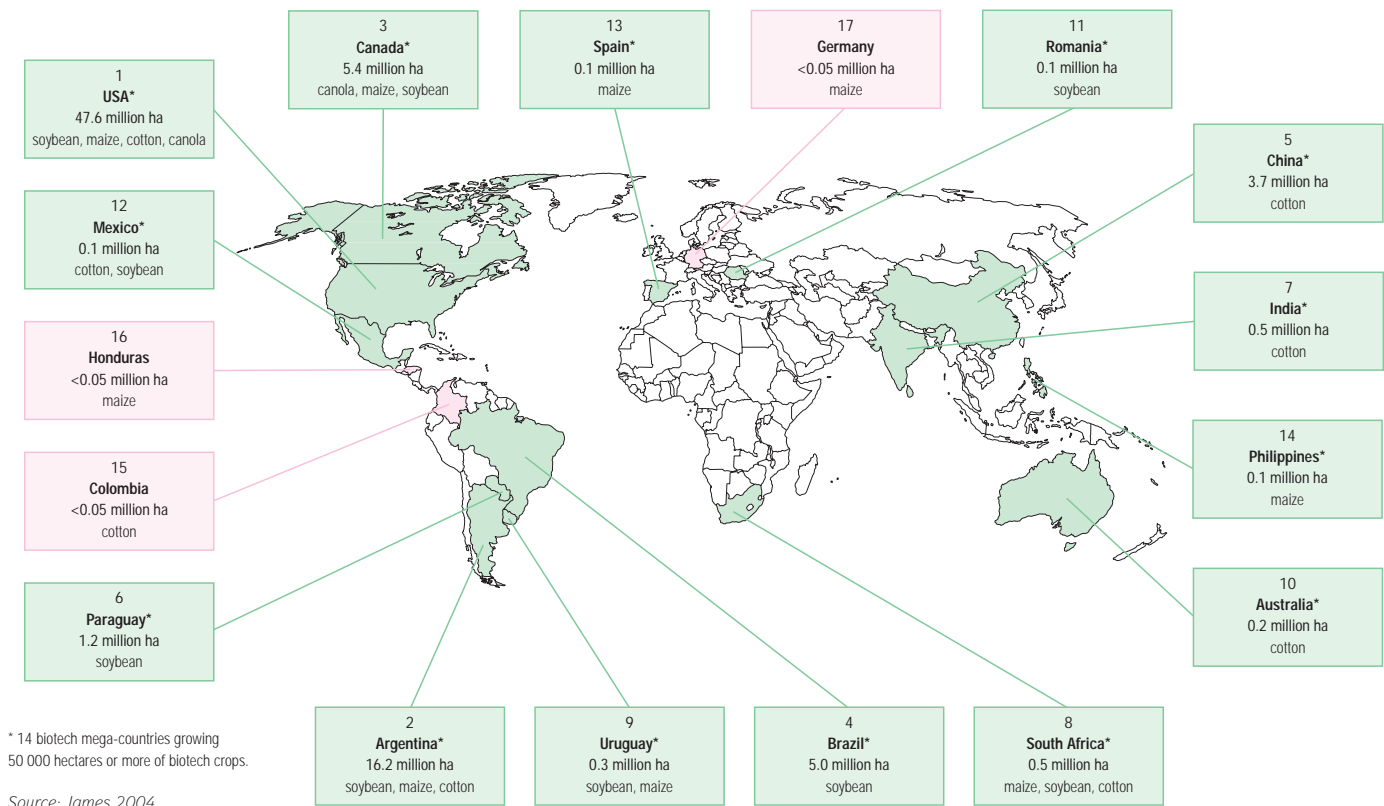 3
Canada*
5.4 million ha
canola, maize, soybean
13
Spain*
0.1 million ha
maize
17
Germany
<0.05 million ha
maize
11
Romania*
0.1 million ha
soybean
1
USA*
47.6 million ha
soybean, maize, cotton, canola
5
China*
3.7 million ha
cotton
12
Mexico*
0.1 million ha
cotton, soybean
7
India*
0.5 million ha
cotton
16
Honduras
<0.05 million ha
maize
14
Philippines*
0.1 million ha
maize
15
Colombia
<0.05 million ha
cotton
10
Australia*
0.2 million ha
cotton
6
Paraguay*
1.2 million ha
soybean
2
Argentina*
16.2 million ha
soybean, maize, cotton
9
Uruguay*
0.3 million ha
soybean, maize
4
Brazil*
5.0 million ha
soybean
8
South Africa*
0.5 million ha
maize, soybean, cotton
* 14 biotech mega-countries growing
50 000 hectares or more of biotech crops.
Source: James 2004